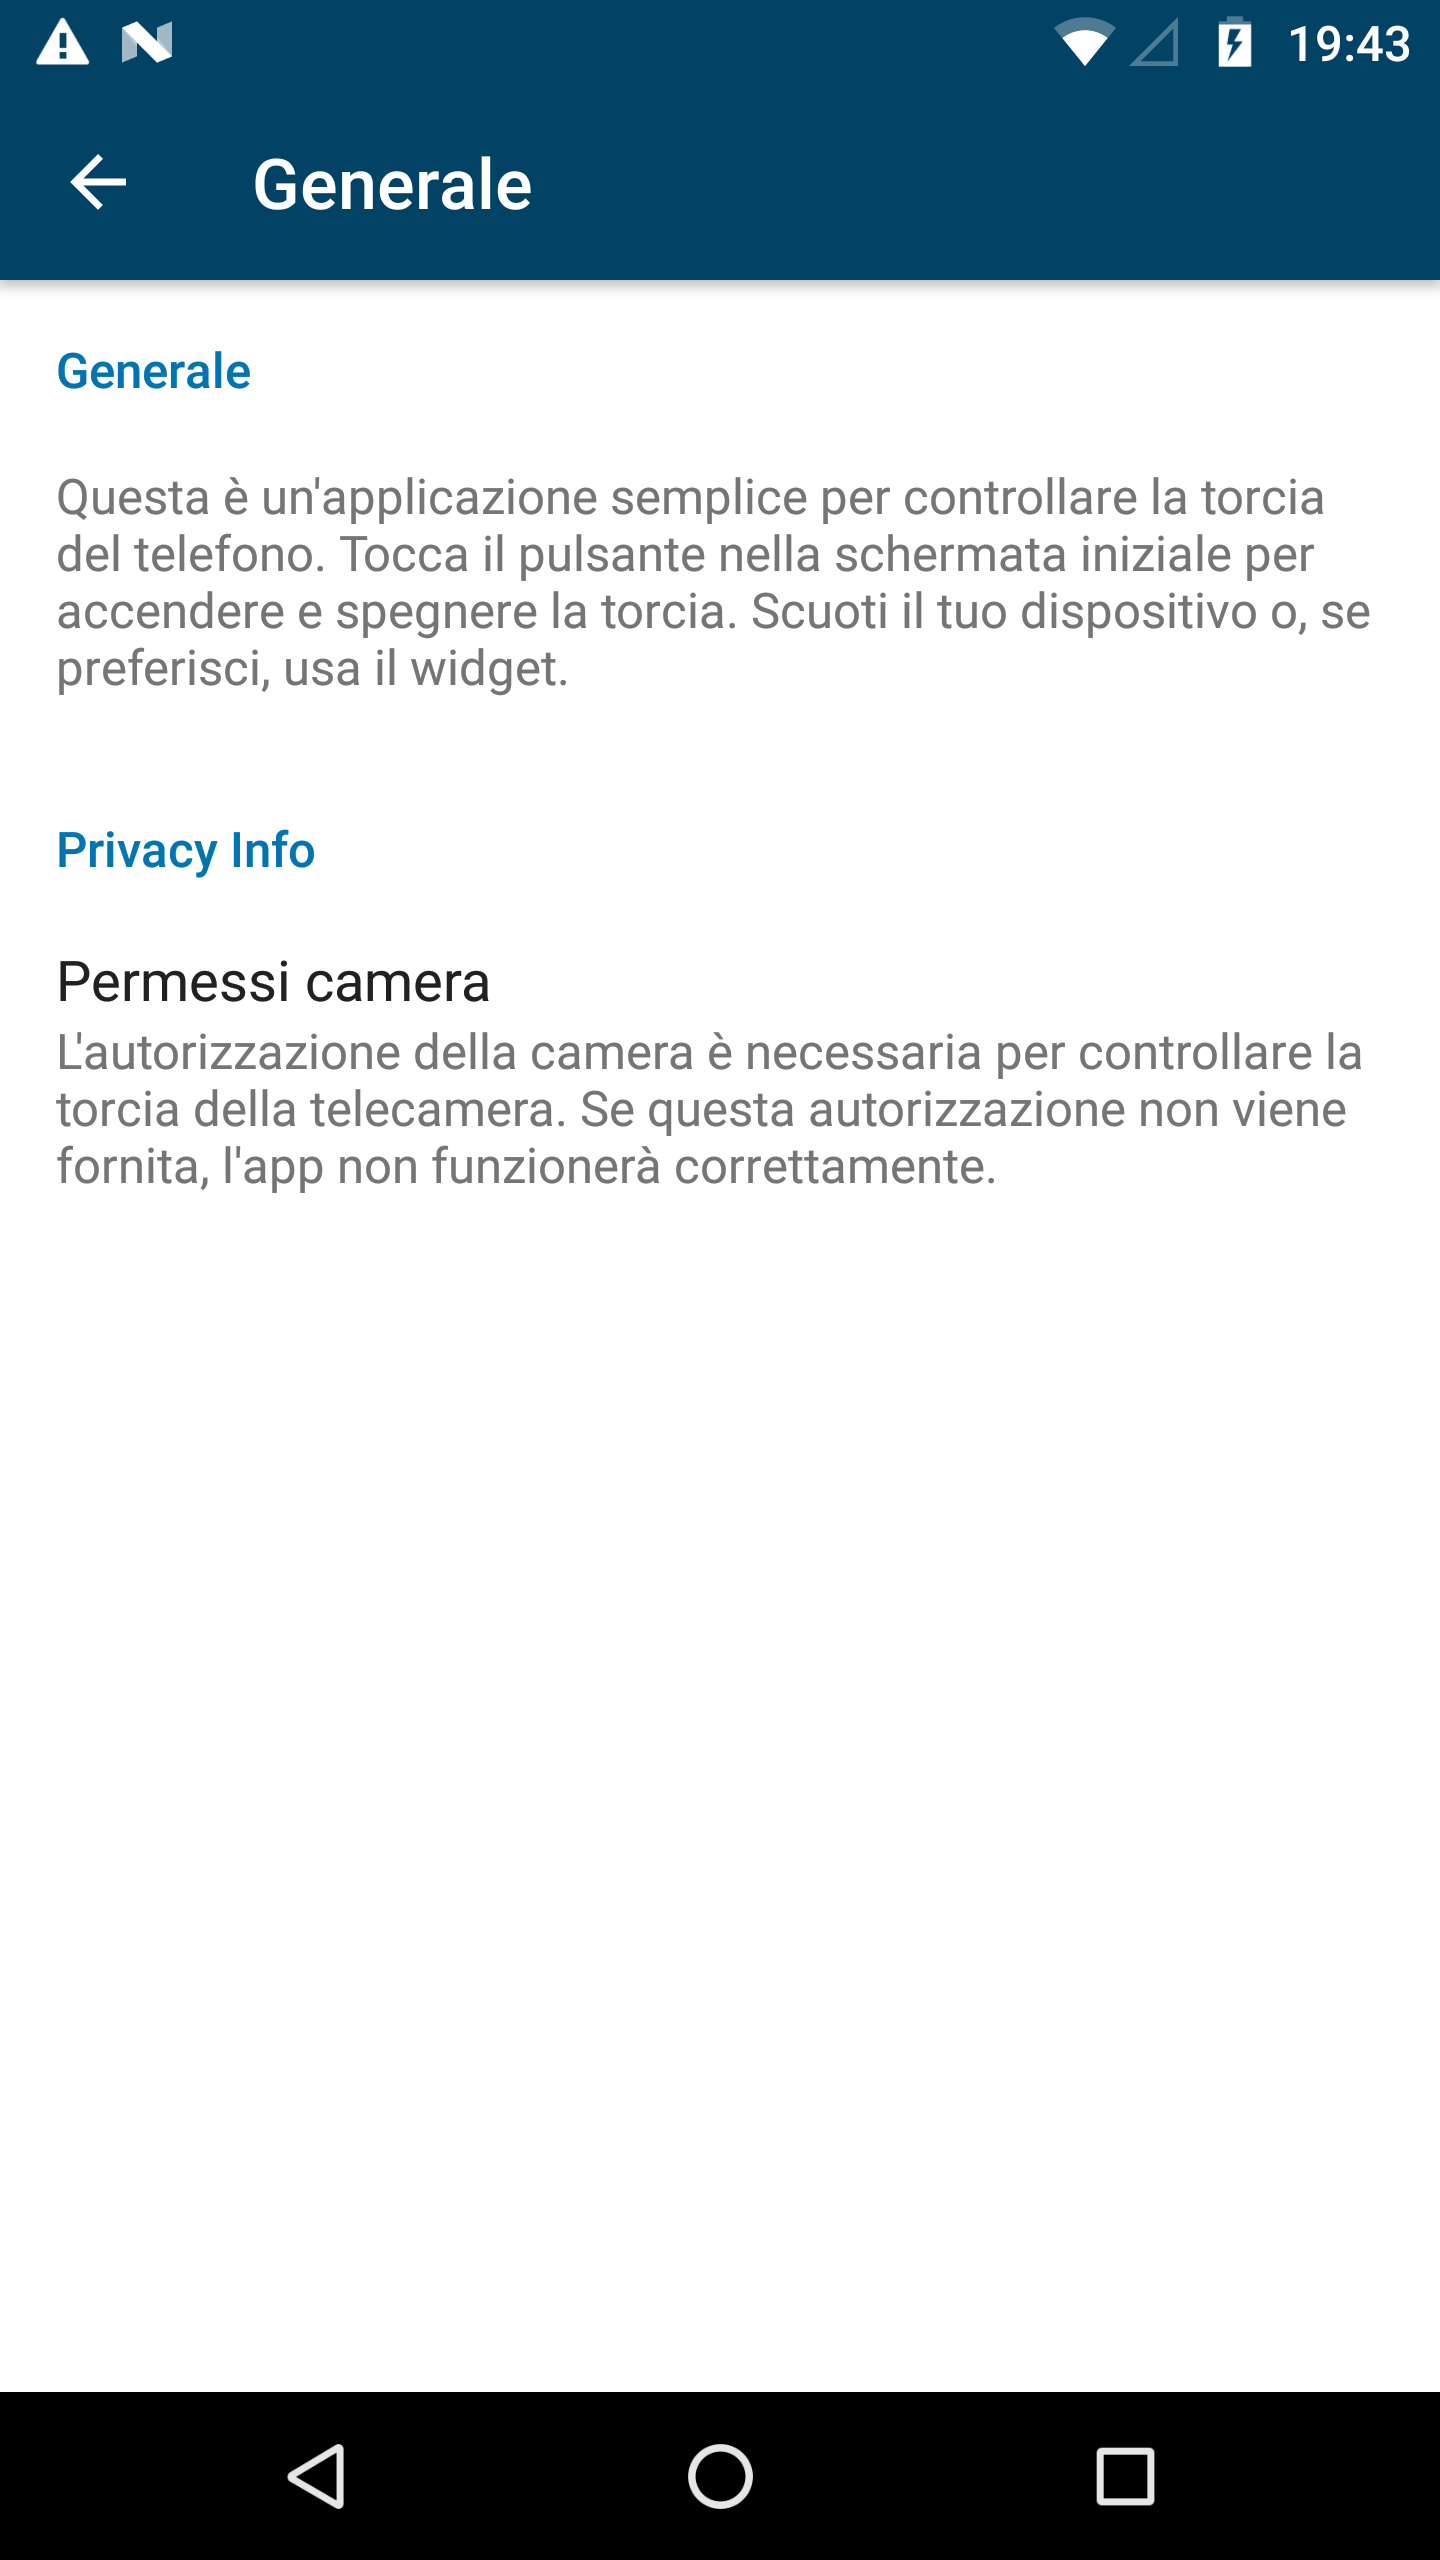 19:43
Generale
Generale
Questa è un'applicazione semplice per controllare la torcia
del telefono. Tocca il pulsante nella schermata iniziale per
accendere e spegnere la torcia. Scuoti il tuo dispositivo o, se
preferisci, usa il widget.
Privacy Info
Permessi camera
L'autorizzazione della camera è necessaria per controllare la
torcia della telecamera. Se questa autorizzazione non viene
fornita, l'app non funzionerà correttamente.